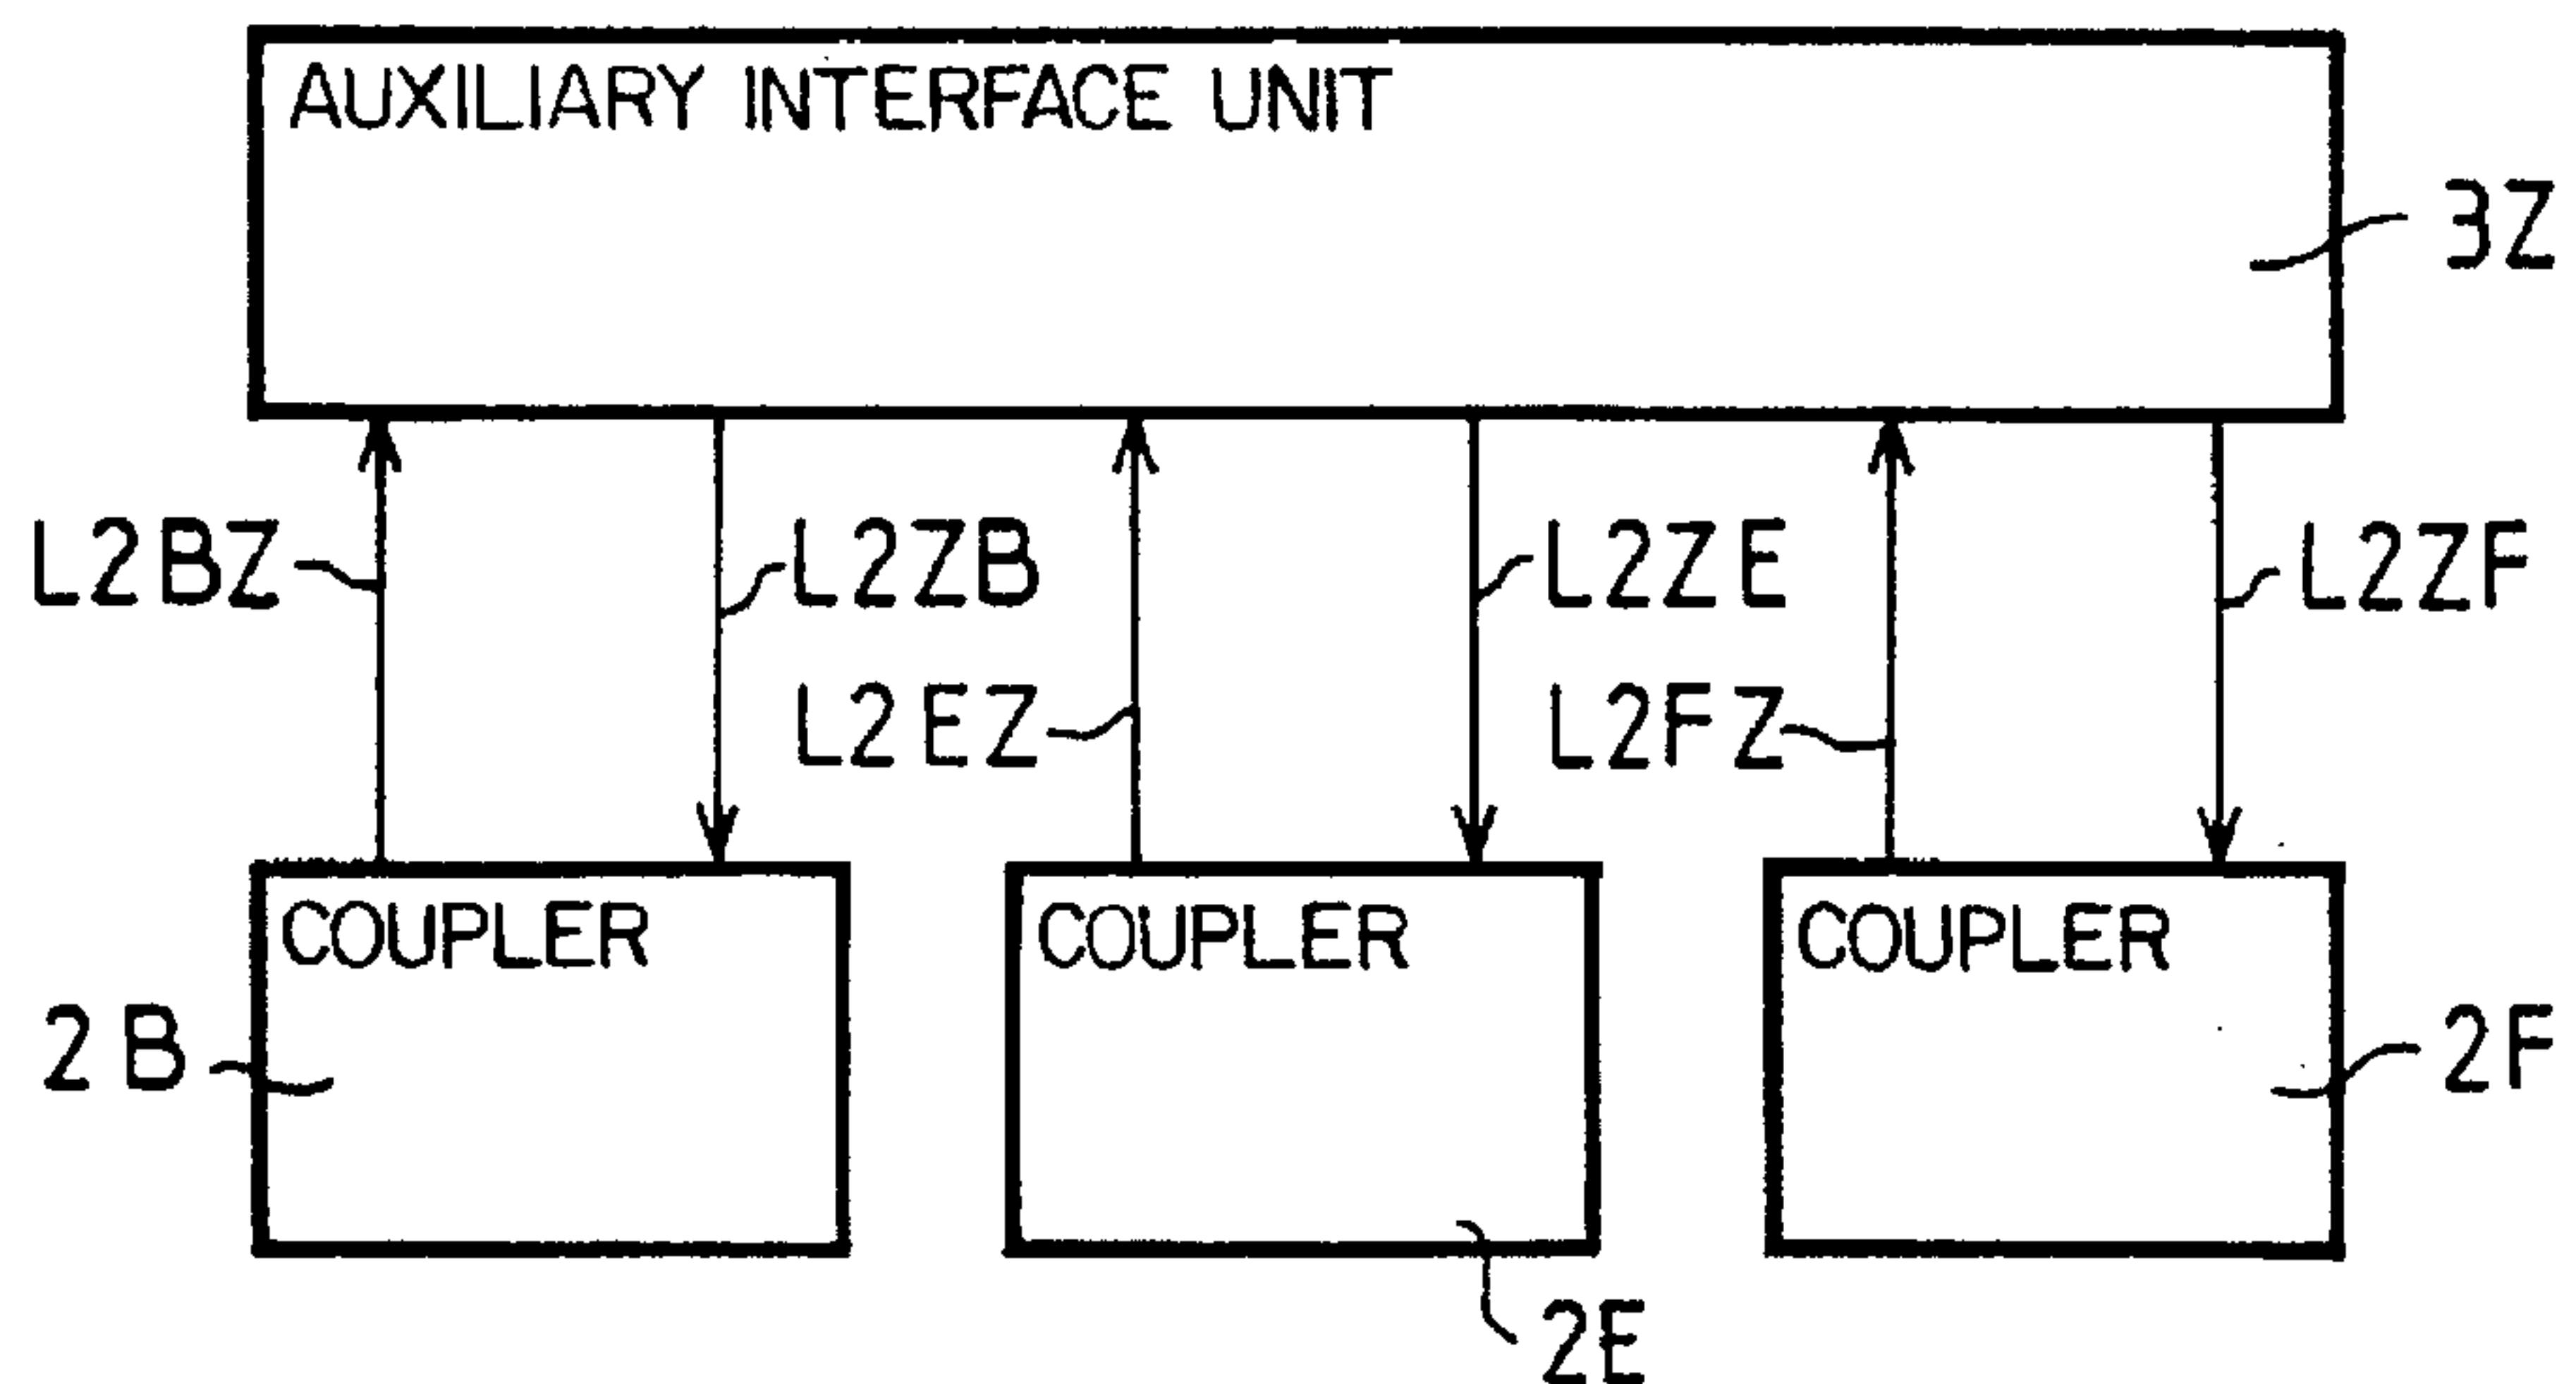 AUXILIARY INTERFACE UNIT
3Z
L2BZ
L2ZB
L2ZE
L2ZF
L2EZ
L2FZ
COUPLER
COUPLER
COUPLER
2B
2F
2E